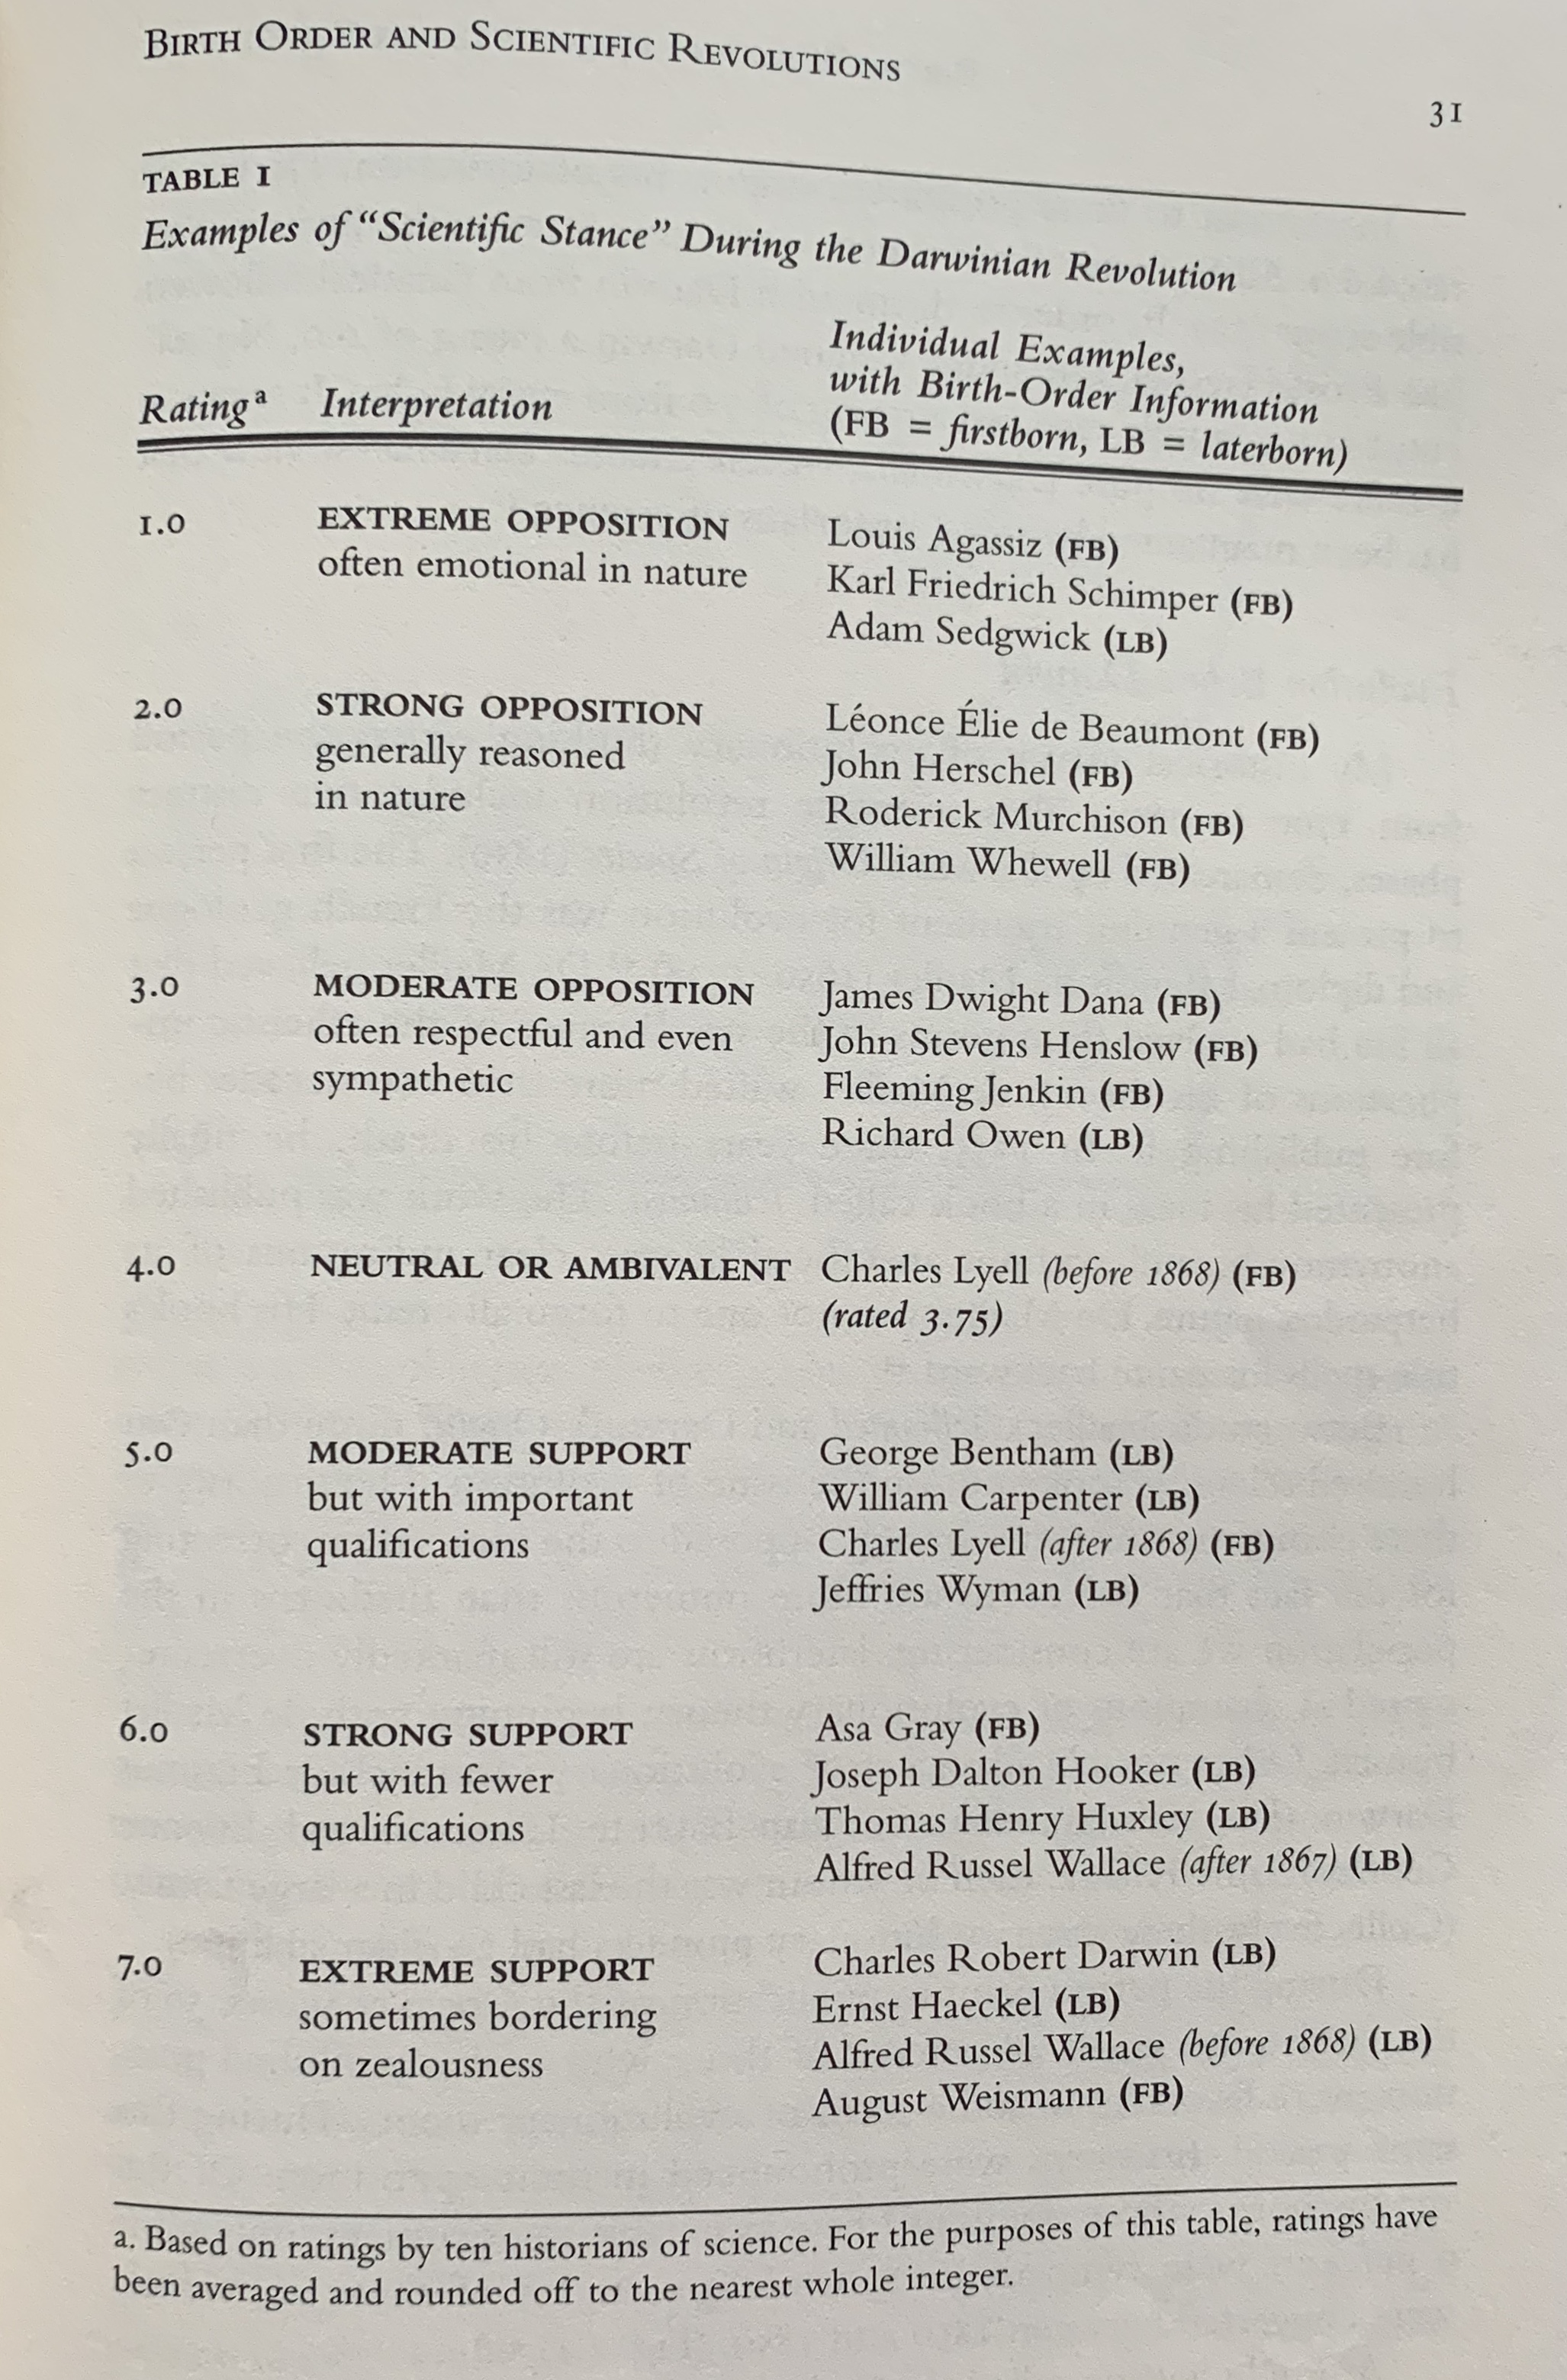 BIRTH ORDER AND SCIENTIFIC REVOLUTIONS
31
TABLE 1
Examples of “Scientific Stance” During the Darwinian Revolution
Individual Examples,
with Birth-Order Information
Rating a Interpretation (FB = firstborn, LB = laterborn)
1.0 EXTREME OPPOSITION Louis Agassiz (FB)
often emotional in nature Karl Friedrich Schimper (FB)
Adam Sedgwick (LB)
2.0 STRONG OPPOSITION Léonce Élie de Beaumont (FB)
generally reasoned John Herschel (FB)
in nature Roderick Murchison (FB)
William Whewell (FB)
3.0 MODERATE OPPOSITION James Dwight Dana (FB)
often respectful and even John Stevens Henslow (FB)
sympathetic Fleeming Jenkin (FB)
Richard Owen (LB)
4.0 NEUTRAL OR AMBIVALENT Charles Lyell (before 1868) (FB)
(rated 3.75)
5.0 MODERATE SUPPORT George Bentham (LB)
but with important William Carpenter (LB)
qualifications Charles Lyell (after 1868) (FB)
Jeffries Wyman (LB)
6.0 STRONG SUPPORT Asa Gray (FB)
but with fewer Joseph Dalton Hooker (LB)
qualifications Thomas Henry Huxley (LB)
Alfred Russel Wallace (after 1867) (LB)
7.0 EXTREME SUPPORT Charles Robert Darwin (LB)
sometimes bordering Ernst Haeckel (LB)
on zealousness Alfred Russel Wallace (before 1868) (LB)
August Weismann (FB)
a. Based on ratings by ten historians of science. For the purposes of this table, ratings have
been averaged and rounded off to the nearest whole integer.